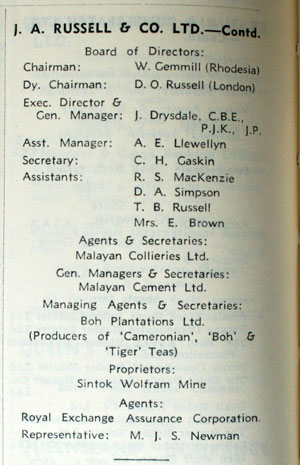 J. A. RUSSELL & CO. LTD.—Contd.
Board of Directors:
Chairman: W. Gemmill (Rhodesia)
Dy. Chairman: D. O. Russell (London)
Exec. Director &
Gen. Manager: J. Drysdale, C.B.E.,
P.J.K., J.P.
Asst. Manager: A. E. Llewellyn
Secretary: C. H. Gaskin
Assistants: R. S. MacKenzie
D. A. Simpson
T. B. Russell
Mrs. E. Brown
Agents & Secretaries:
Malayan Collieries Ltd.
Gen. Managers & Secretaries:
Malayan Cement Ltd.
Managing Agents & Secretaries:
Boh Plantations Ltd.
(Producers of 'Cameronian', 'Boh' &
'Tiger' Teas)
Proprietors:
Sintok Wolfram Mine
Agents:
Royal Exchange Assurance Corporation.
Representative: M. J. S. Newman